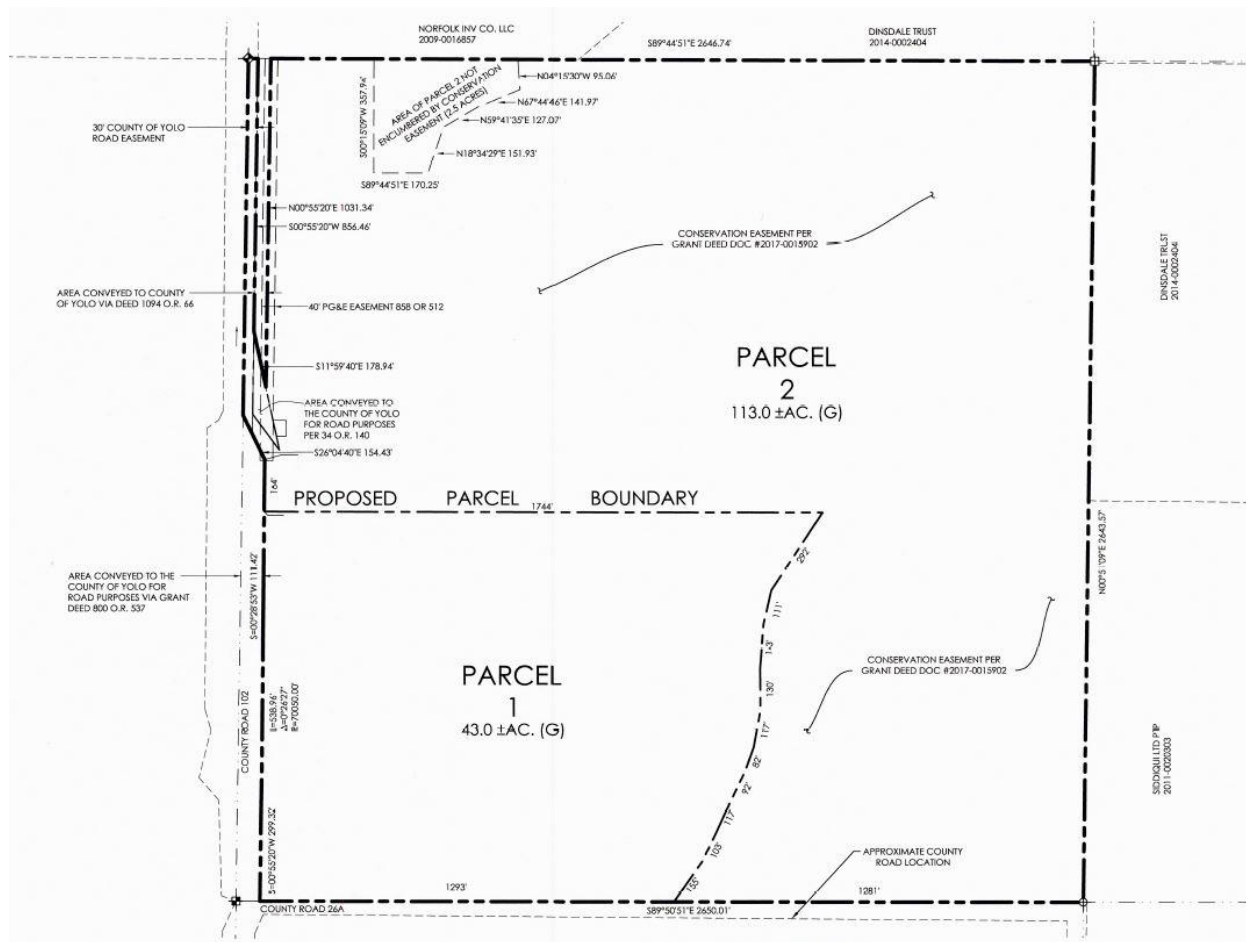 NORFOLK INV CO. LLC
2009-0016857
S89°44'51"E 2646.74'
DINSDALE TRUST
2014-0002404
N04°15'30"W 95.06'
AREA OF PARCEL 2 NOT
ENCUMBERED BY CONSERVATION
EASEMENT (2.5 ACRES)
N67°44'46"E 141.97'
N59°41'35"E 127.07'
S00°15'09"W 357.94'
N18°34'29"E 151.93'
S89°44'51"E 170.25'
30' COUNTY OF YOLO
ROAD EASEMENT
N00°55'20"E 1031.34'
S00°55'20"W 856.46'
CONSERVATION EASEMENT PER
GRANT DEED DOC #2017-0015902
DINSDALE TRUST
2014-0002404
AREA CONVEYED TO COUNTY
OF YOLO VIA DEED 1094 O.R. 66
40' PG&E EASEMENT 858 OR 512
S11°59'40"E 178.94'
PARCEL
2
113.0 ±AC. (G)
AREA CONVEYED TO
THE COUNTY OF YOLO
FOR ROAD PURPOSES
PER 34 O.R. 140
S26°04'40"E 154.43'
164'
PROPOSED PARCEL BOUNDARY
1744'
292'
N00°51'09"E 2643.57'
AREA CONVEYED TO THE
COUNTY OF YOLO FOR
ROAD PURPOSES VIA GRANT
DEED 800 O.R. 537
S=00°28'53"W 111.42'
111'
143'
130'
117'
82'
92'
117'
103'
155'
CONSERVATION EASEMENT PER
GRANT DEED DOC #2017-0015902
PARCEL
1
43.0 ±AC. (G)
COUNTY ROAD 102
L=538.96'
Δ=0°26'27"
R=70050.00'
SIDDIQUI LTD PTP
2011-0020303
S=00°55'20"W 299.32'
APPROXIMATE COUNTY
ROAD LOCATION
1293'
1281'
COUNTY ROAD 26A
S89°50'51"E 2650.01'